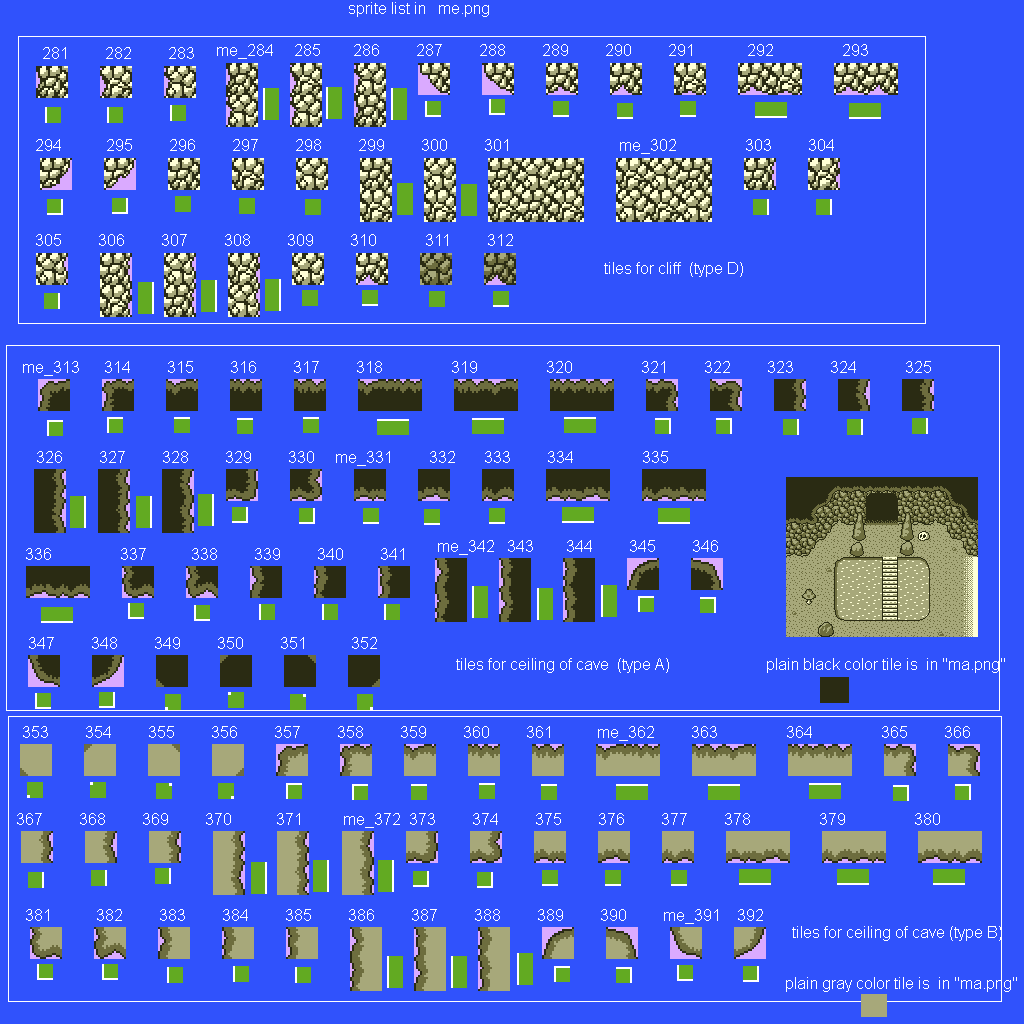 sprite list in me.png
281 282 283 me_284 285 286 287 288 289 290 291 292 293
294 295 296 297 298 299 300 301 me_302 303 304
305 306 307 308 309 310 311 312
tiles for cliff (type D)
me_313 314 315 316 317 318 319 320 321 322 323 324 325
326 327 328 329 330 me_331 332 333 334 335
336 337 338 339 340 341 me_342 343 344 345 346
347 348 349 350 351 352
tiles for ceiling of cave (type A)
plain black color tile is in "ma.png"
353 354 355 356 357 358 359 360 361 me_362 363 364 365 366
367 368 369 370 371 me_372 373 374 375 376 377 378 379 380
381 382 383 384 385 386 387 388 389 390 me_391 392
tiles for ceiling of cave (type B)
plain gray color tile is in "ma.png"